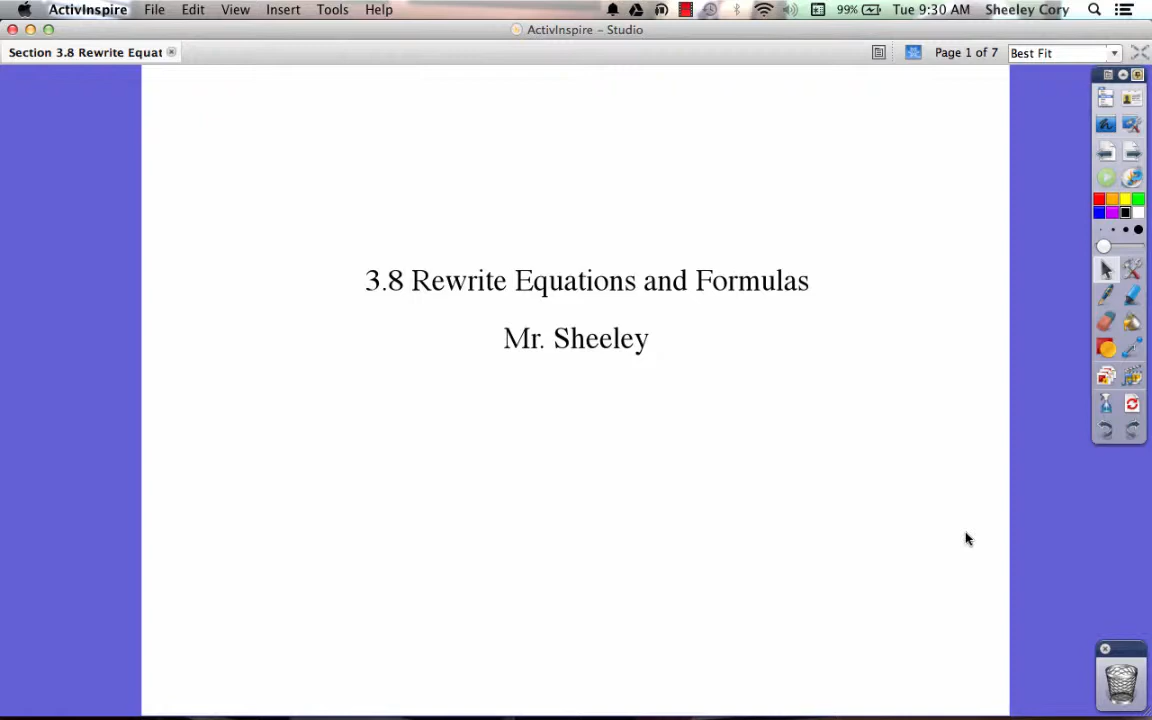 ActivInspire File Edit View Insert Tools Help 99% Tue 9:30 AM Sheeley Cory
ActivInspire – Studio
Section 3.8 Rewrite Equat Page 1 of 7 Best Fit
3.8 Rewrite Equations and Formulas
Mr. Sheeley